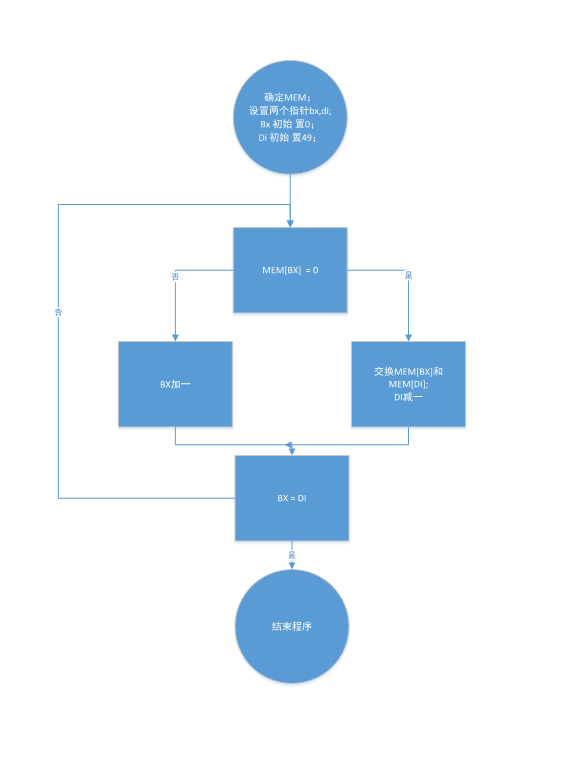 确定MEM；
设置两个指针bx,di;
Bx 初始 置0；
Di 初始 置49；
MEM[BX] = 0
否
是
否
BX加一
交换MEM[BX]和
MEM[DI];
DI减一
BX = DI
是
结束程序